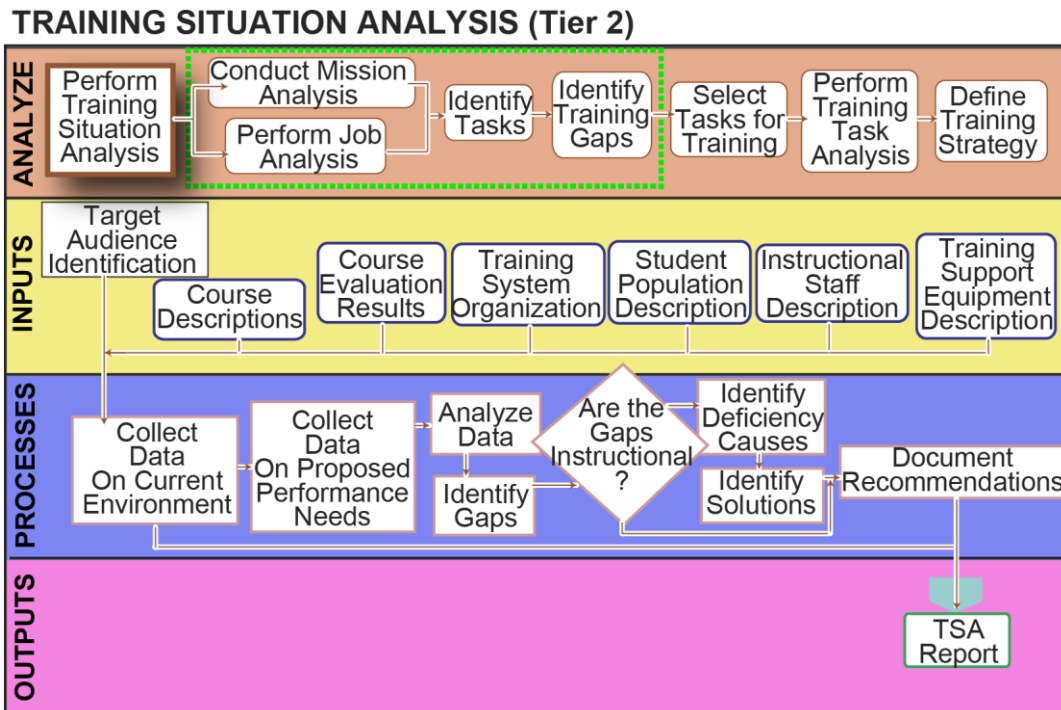 TRAINING SITUATION ANALYSIS (Tier 2)
ANALYZE
Perform
Training
Situation
Analysis
Conduct Mission
Analysis
Perform Job
Analysis
Identify
Tasks
Identify
Training
Gaps
Select
Tasks for
Training
Perform
Training
Task
Analysis
Define
Training
Strategy
INPUTS
Target
Audience
Identification
Course
Descriptions
Course
Evaluation
Results
Training
System
Organization
Student
Population
Description
Instructional
Staff
Description
Training
Support
Equipment
Description
PROCESSES
Collect
Data
On Current
Environment
Collect
Data
On Proposed
Performance
Needs
Analyze
Data
Identify
Gaps
Are the
Gaps
Instructional
?
Identify
Deficiency
Causes
Identify
Solutions
Document
Recommendations
OUTPUTS
TSA
Report